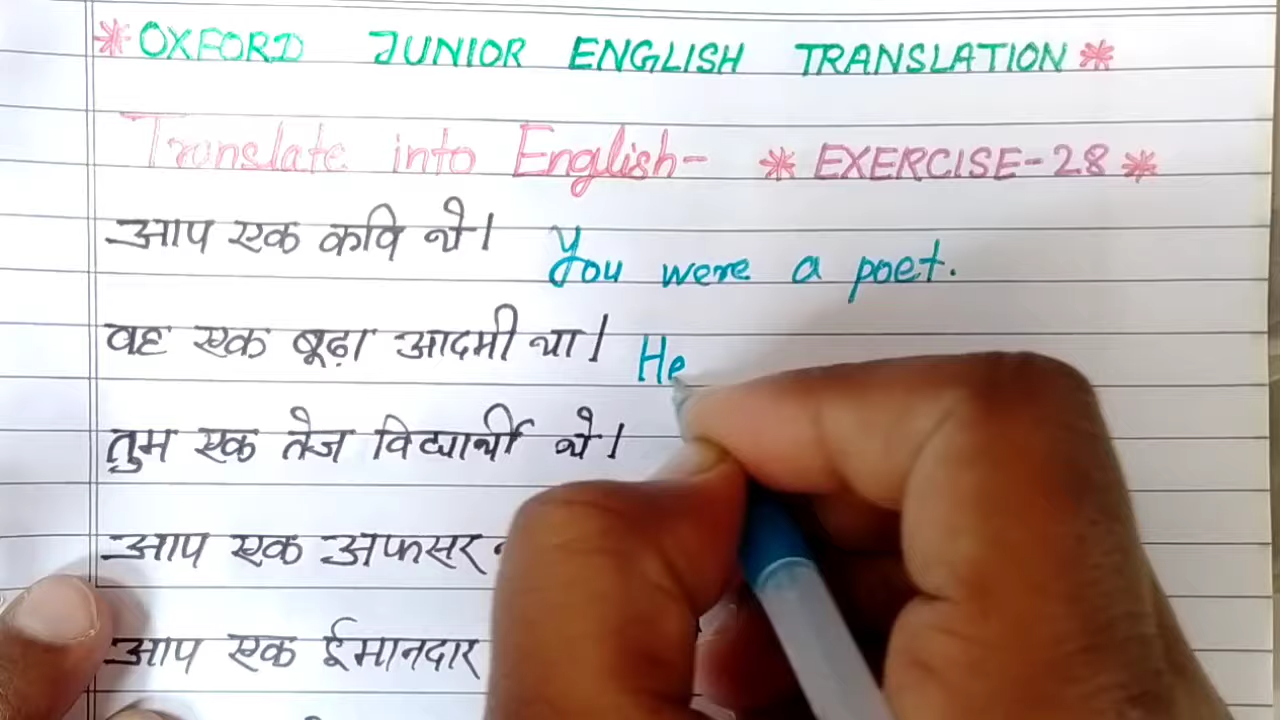 *OXFORD JUNIOR ENGLISH TRANSLATION*
Translate into English- * EXERCISE-28 *
आप एक कवि थे। You were a poet.
वह एक बूढ़ा आदमी था। He
तुम एक तेज विद्यार्थी थे।
आप एक अफसर
आप एक ईमानदार